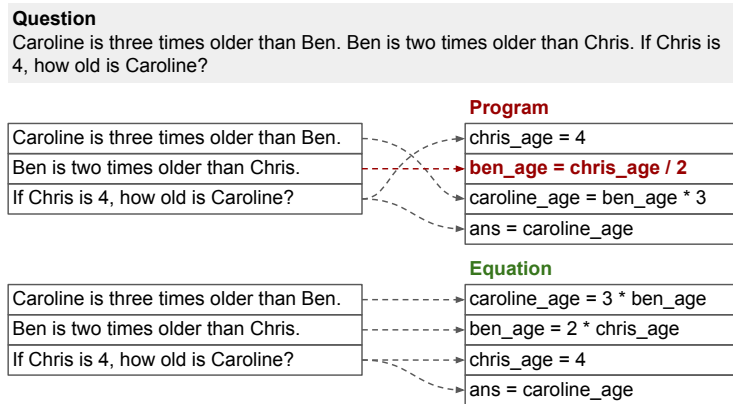 Question
Caroline is three times older than Ben. Ben is two times older than Chris. If Chris is
4, how old is Caroline?
Program
Caroline is three times older than Ben.
Ben is two times older than Chris.
If Chris is 4, how old is Caroline?
chris_age = 4
ben_age = chris_age / 2
caroline_age = ben_age * 3
ans = caroline_age
Equation
Caroline is three times older than Ben.
Ben is two times older than Chris.
If Chris is 4, how old is Caroline?
caroline_age = 3 * ben_age
ben_age = 2 * chris_age
chris_age = 4
ans = caroline_age